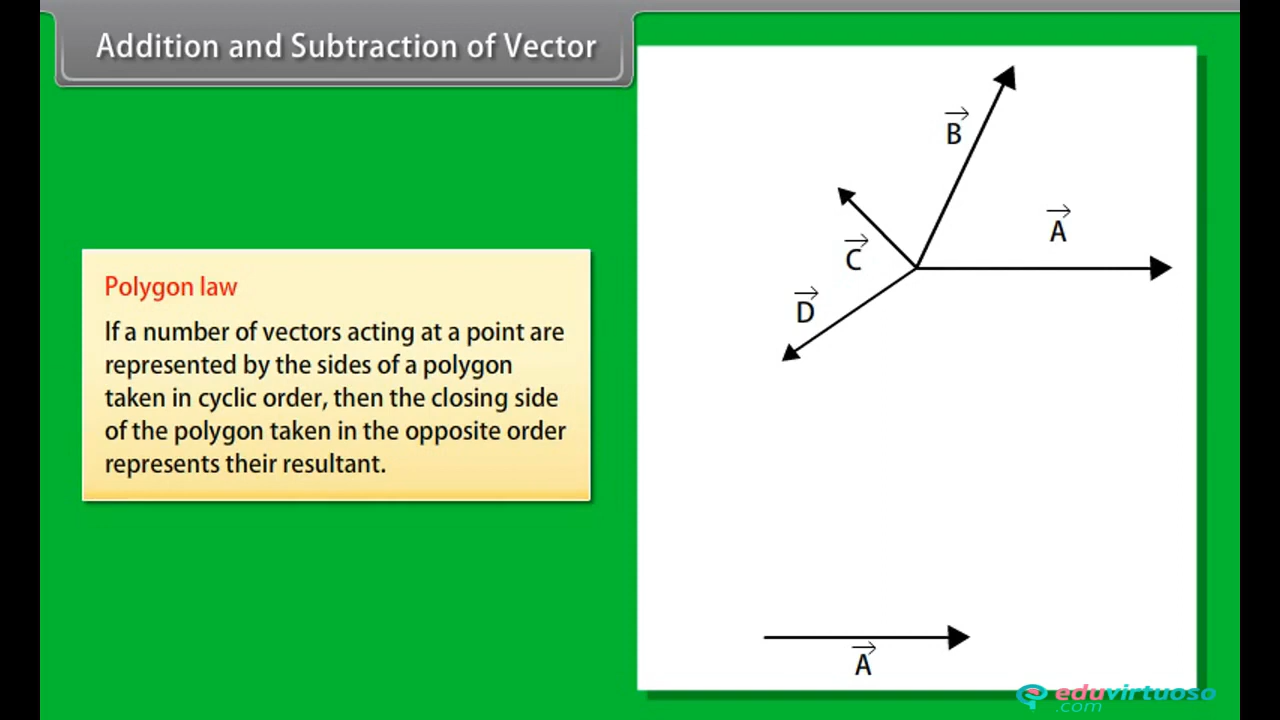 Addition and Subtraction of Vector
Polygon law
If a number of vectors acting at a point are
represented by the sides of a polygon
taken in cyclic order, then the closing side
of the polygon taken in the opposite order
represents their resultant.
B⃗
A⃗
C⃗
D⃗
A⃗
eduvirtuoso
.com